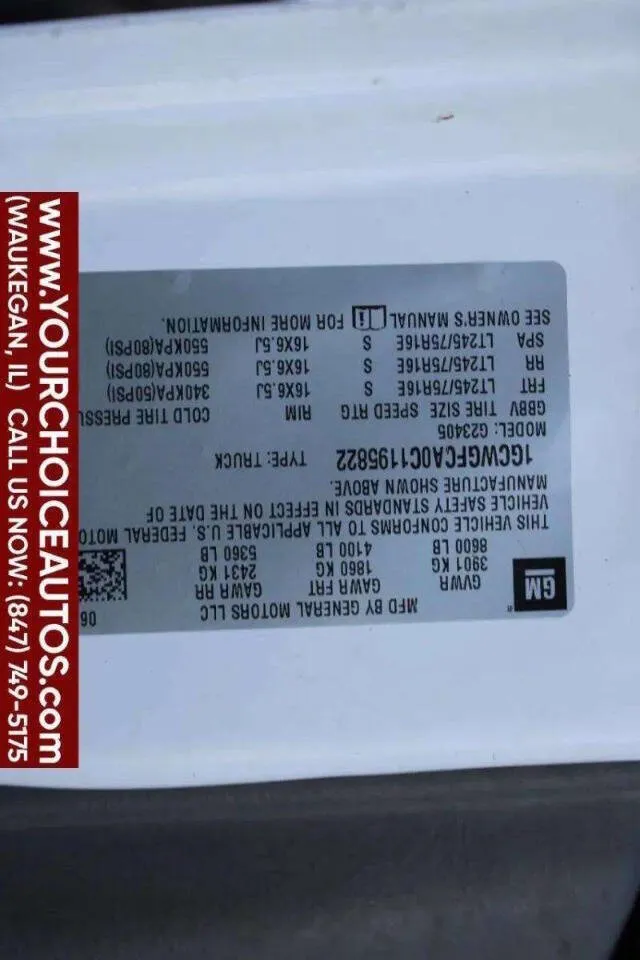 www.YOURCHOICEAUTOS.com
(WAUKEGAN, IL) CALL US NOW: (847) 749-5175
MFD BY GENERAL MOTORS LLC 06
GM
GVWR GAWR FRT GAWR RR
3901 KG 1860 KG 2431 KG
8600 LB 4100 LB 5360 LB
THIS VEHICLE CONFORMS TO ALL APPLICABLE U.S. FEDERAL MOTOR
VEHICLE SAFETY STANDARDS IN EFFECT ON THE DATE OF
MANUFACTURE SHOWN ABOVE.
1GCWGFCA0C1195822 TYPE: TRUCK
MODEL: G23405
GBBV TIRE SIZE SPEED RTG RIM COLD TIRE PRESSU
FRT LT245/75R16E S 16X6.5J 340KPA(50PSI)
RR LT245/75R16E S 16X6.5J 550KPA(80PSI)
SPA LT245/75R16E S 16X6.5J 550KPA(80PSI)
SEE OWNER'S MANUAL FOR MORE INFORMATION.